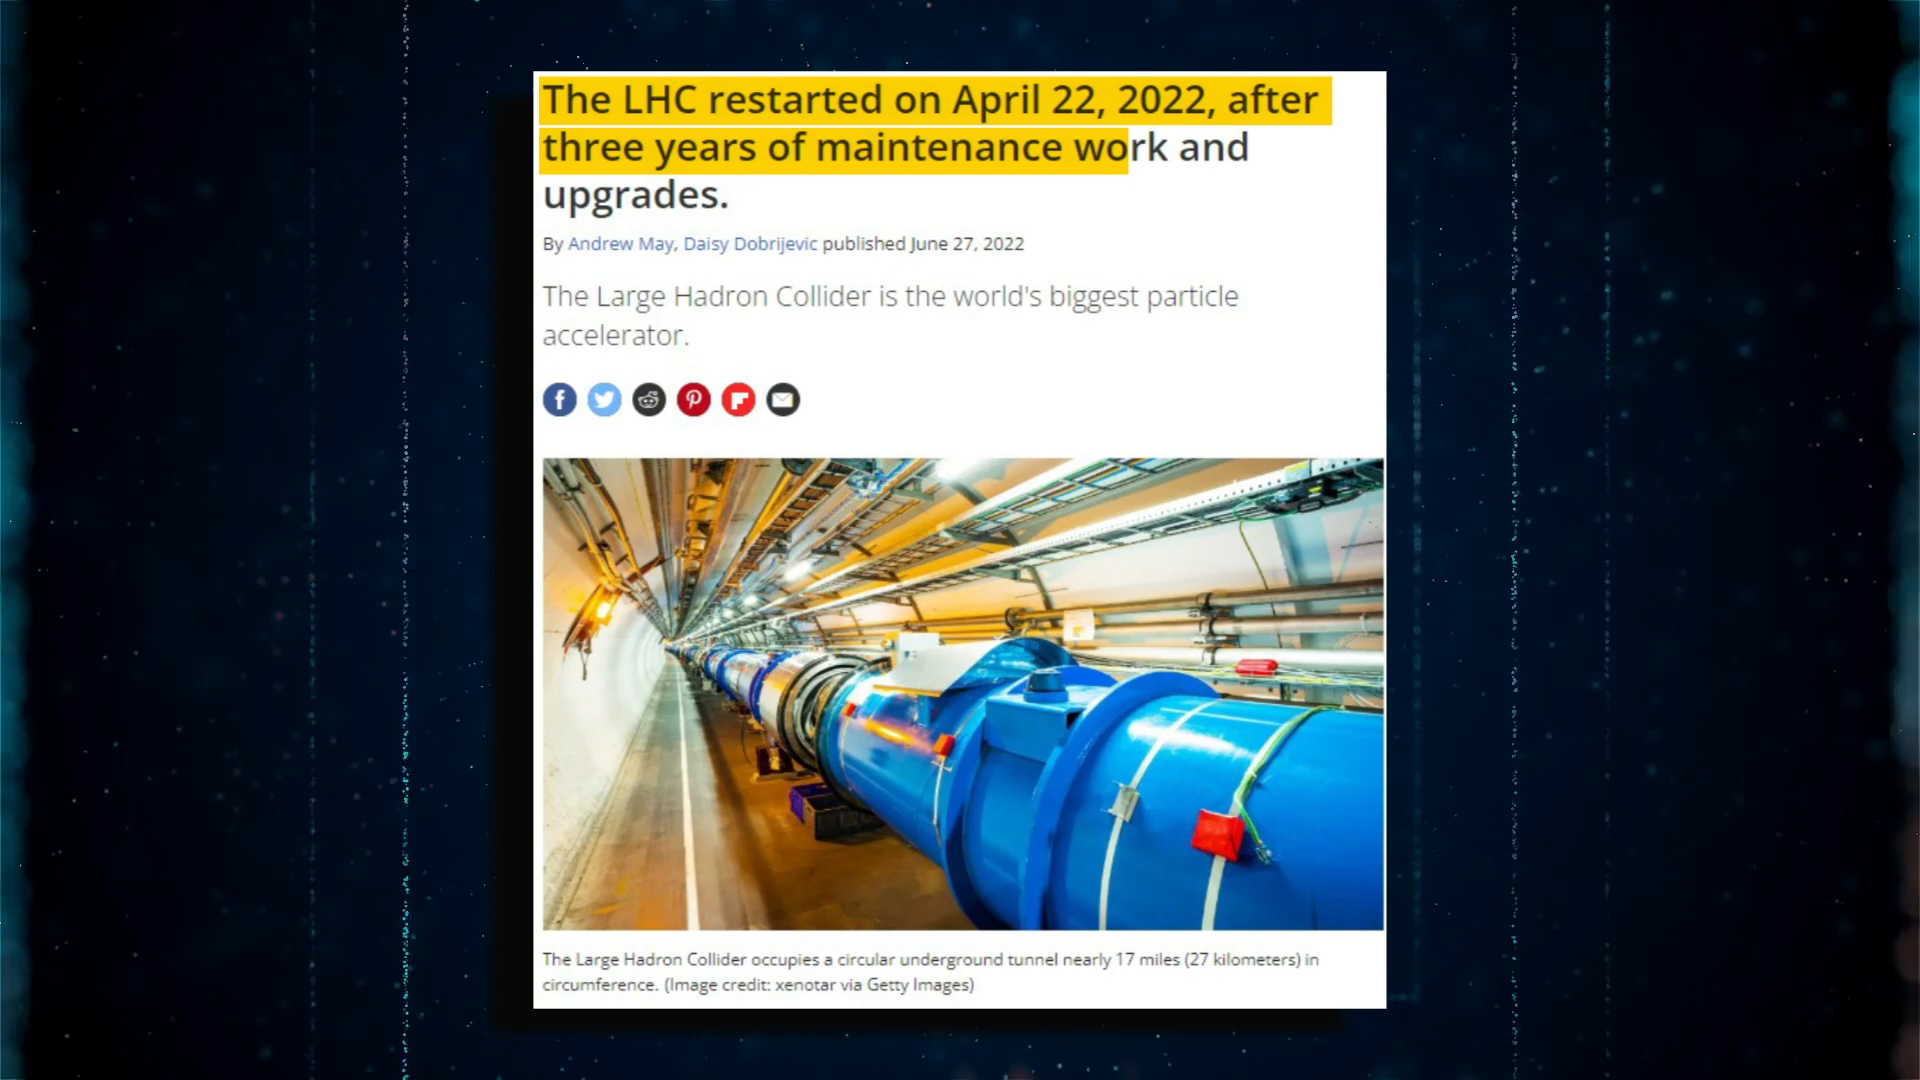 The LHC restarted on April 22, 2022, after
three years of maintenance work and
upgrades.
By Andrew May, Daisy Dobrijevic published June 27, 2022
The Large Hadron Collider is the world's biggest particle
accelerator.
The Large Hadron Collider occupies a circular underground tunnel nearly 17 miles (27 kilometers) in
circumference. (Image credit: xenotar via Getty Images)